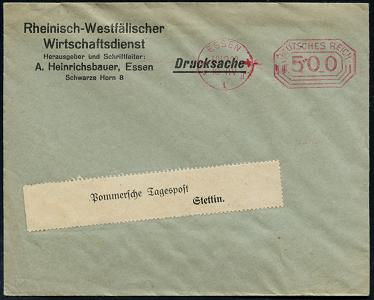 Rheinisch-Westfälischer
Wirtschaftsdienst
Herausgeber und Schriftleiter:
A. Heinrichsbauer, Essen
Schwarze Horn 8
ESSEN
DEUTSCHES REICH
500
Drucksache
Pommersche Tagespost
Stettin.